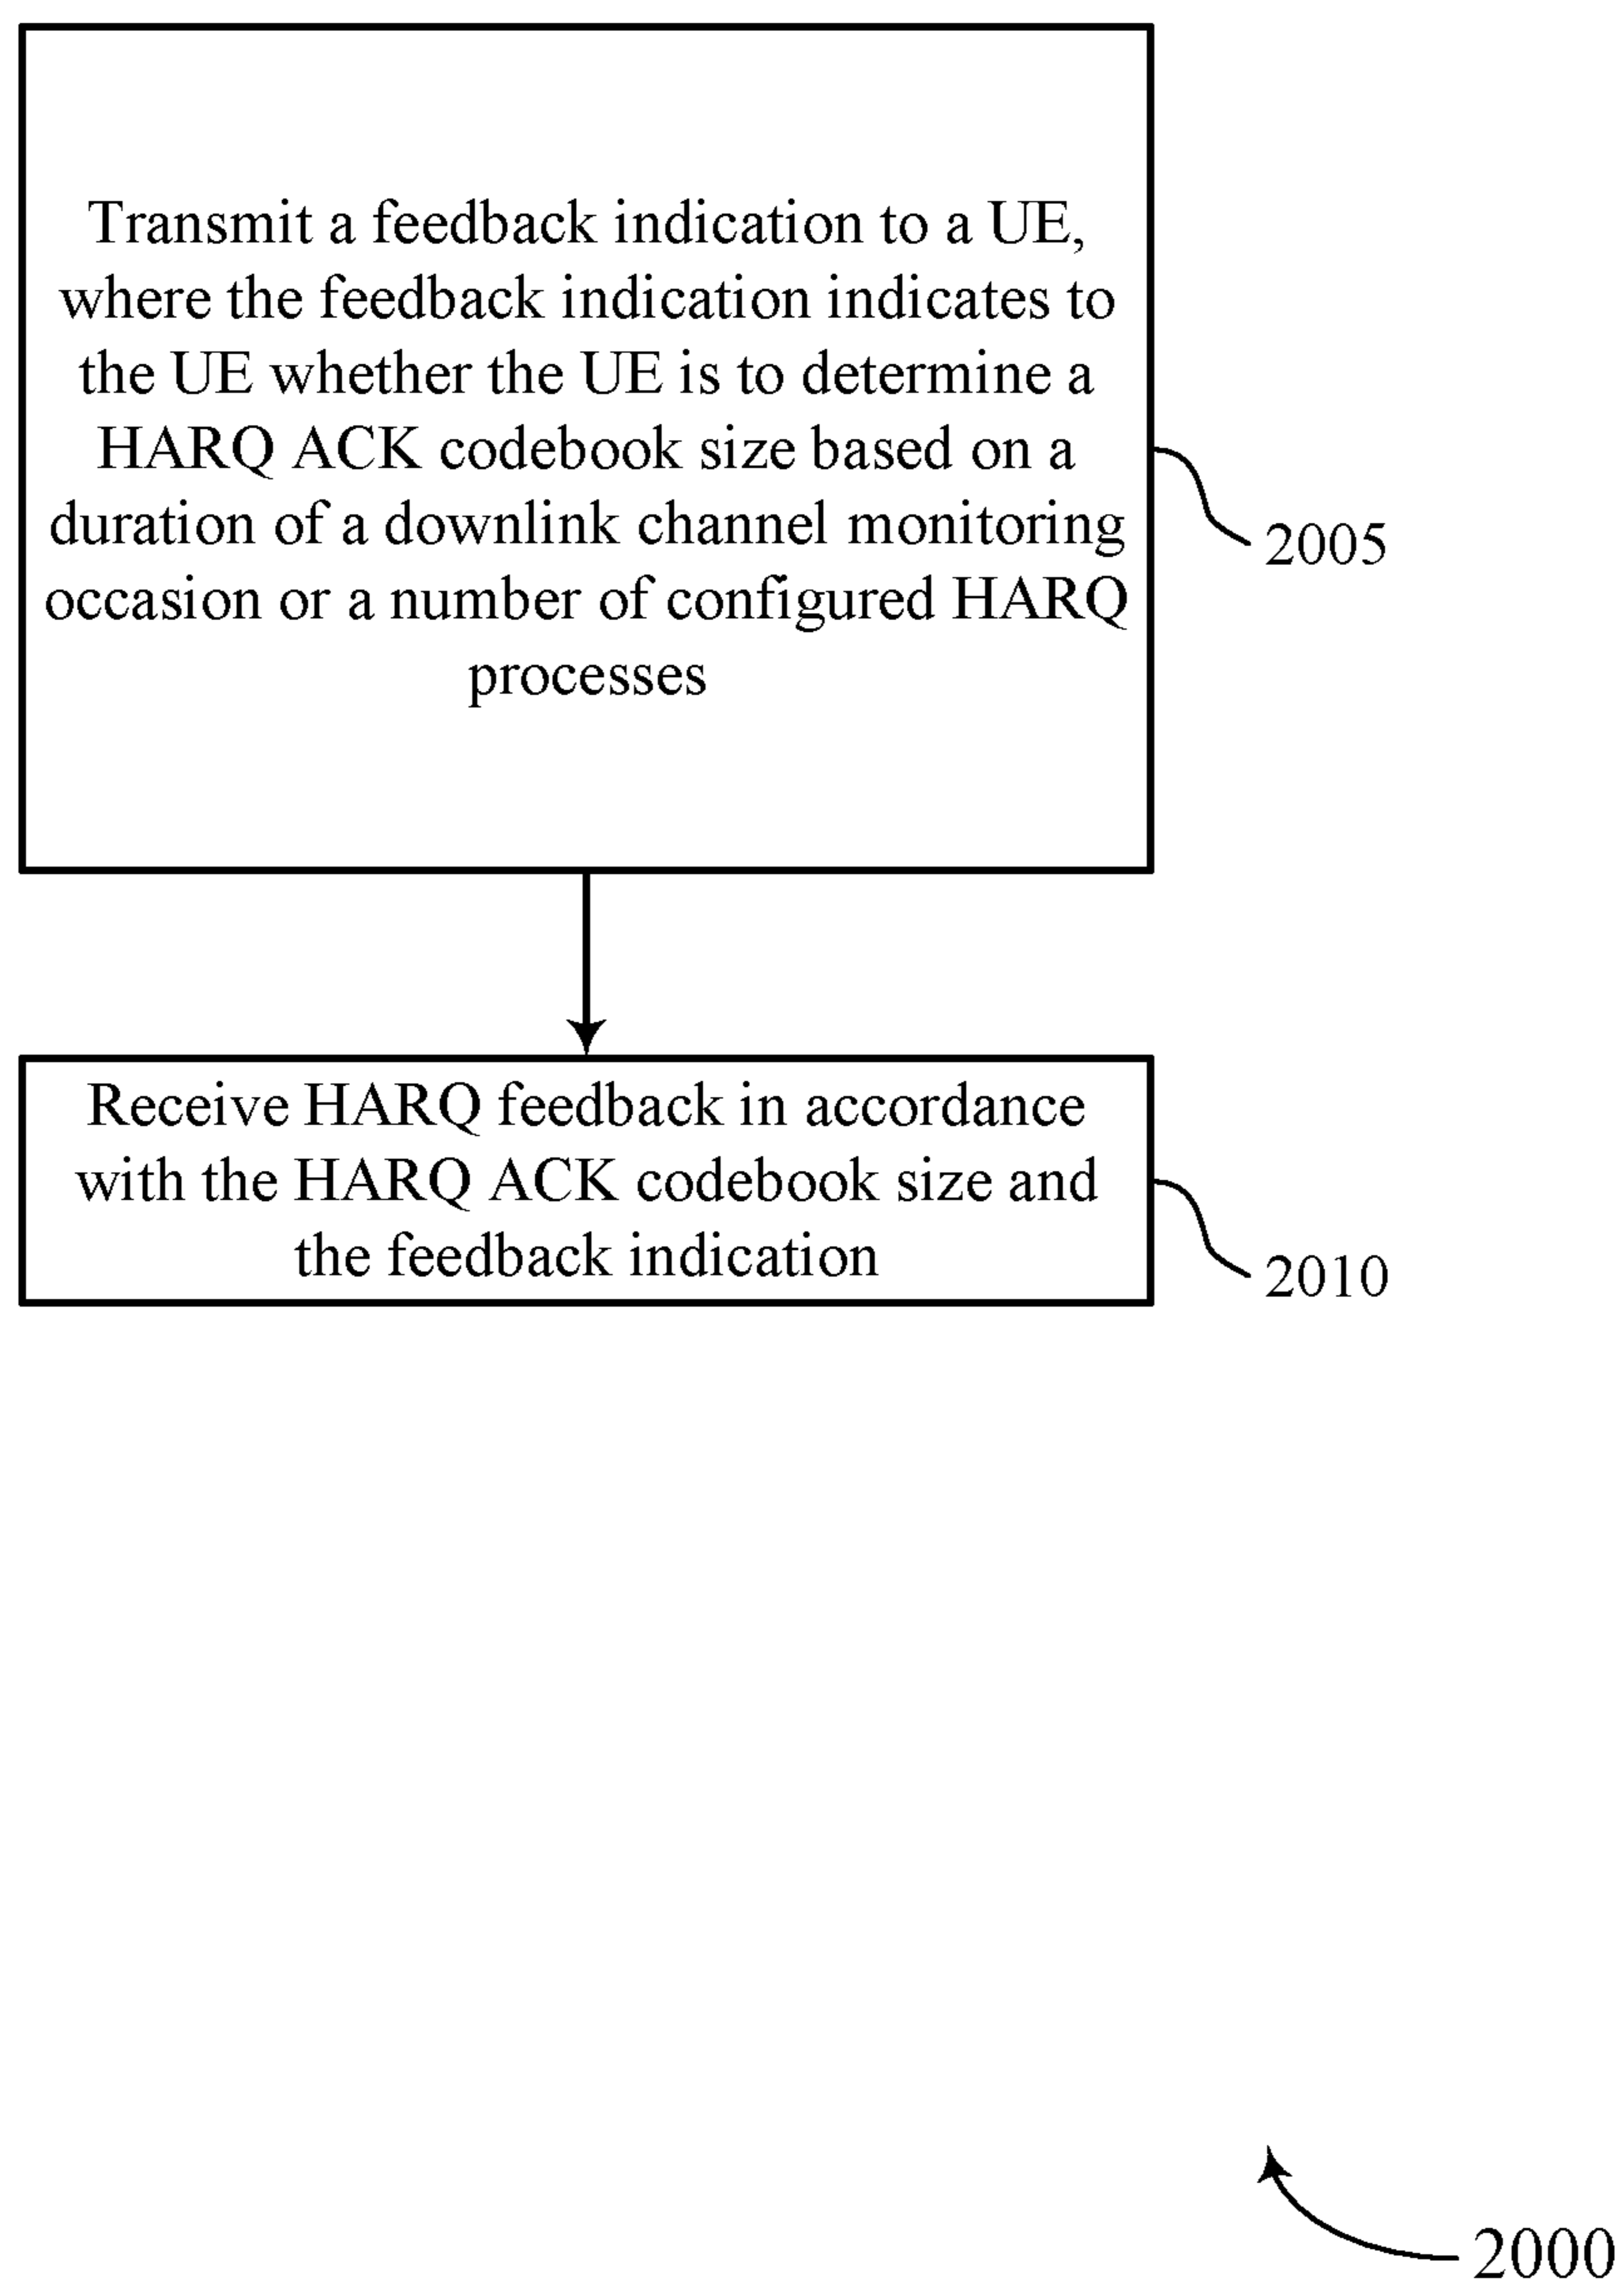 Transmit a feedback indication to a UE,
where the feedback indication indicates to
the UE whether the UE is to determine a
HARQ ACK codebook size based on a
duration of a downlink channel monitoring
occasion or a number of configured HARQ
processes
2005
Receive HARQ feedback in accordance
with the HARQ ACK codebook size and
the feedback indication
2010
2000